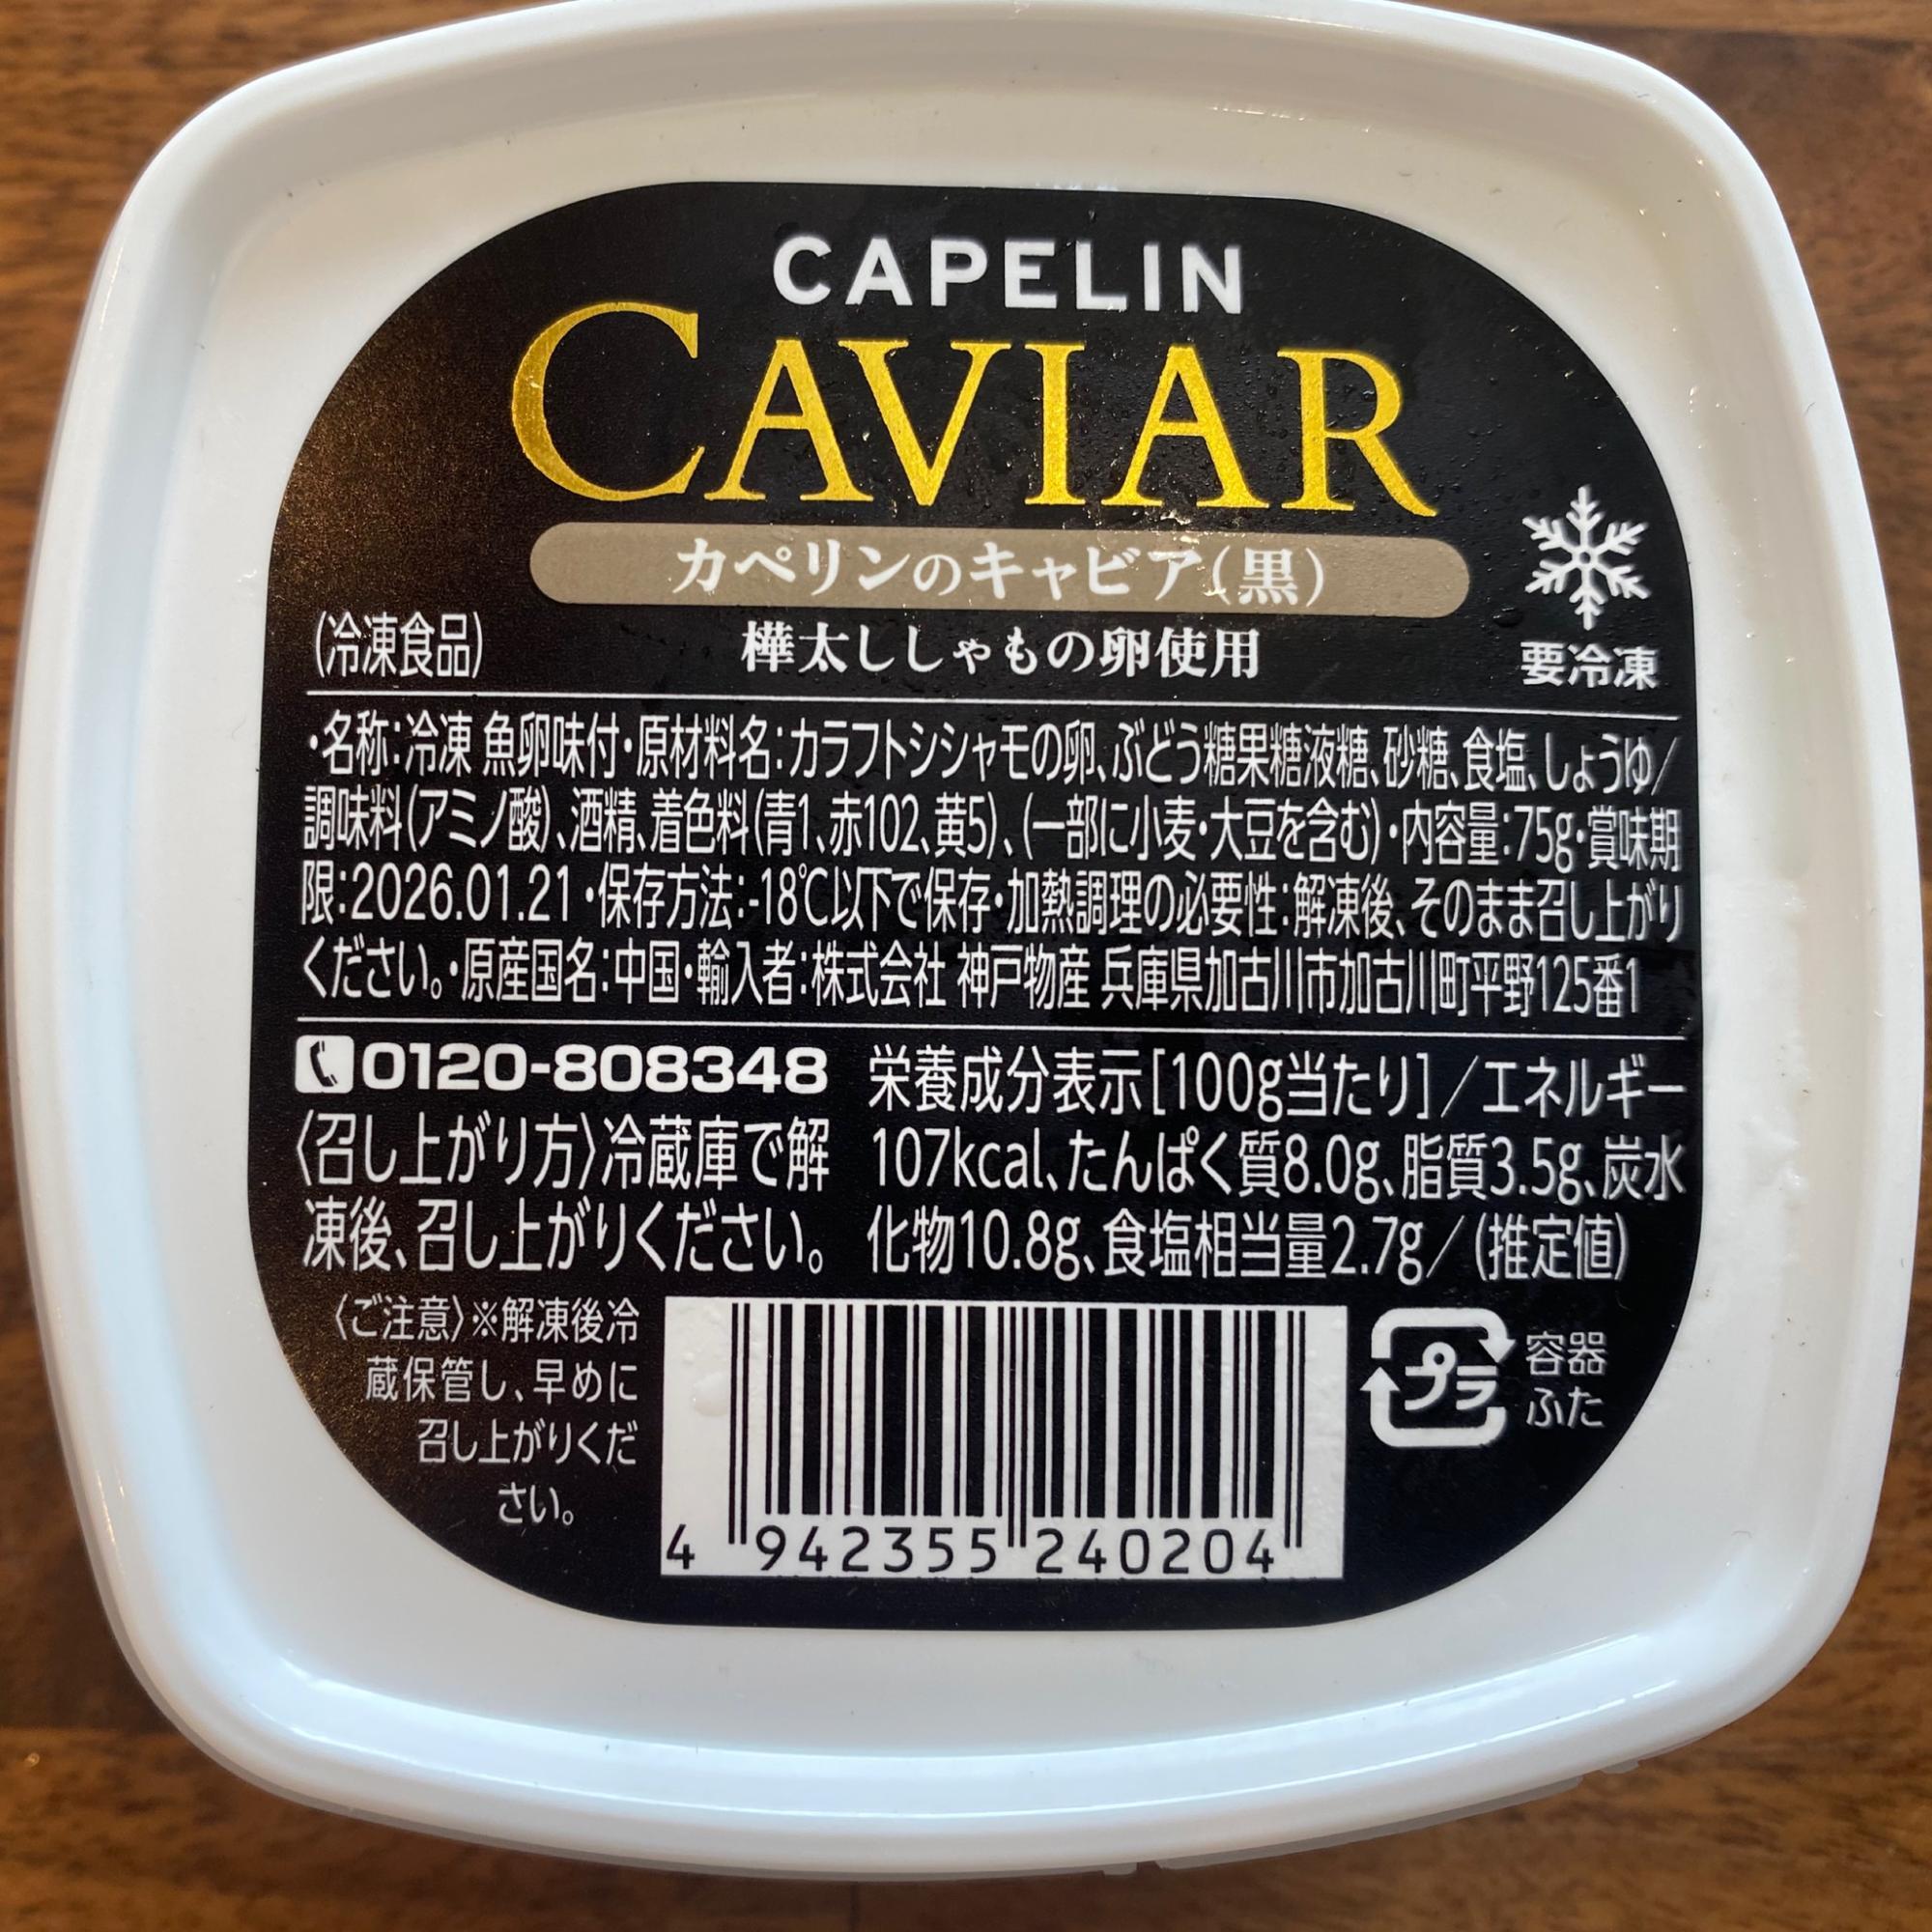 CAPELIN
CAVIAR
カペリンのキャビア(黒)
(冷凍食品)
樺太ししゃもの卵使用
要冷凍
・名称:冷凍 魚卵味付・原材料名:カラフトシシャモの卵、ぶどう糖果糖液糖、砂糖、食塩、しょうゆ/
調味料(アミノ酸)、酒精、着色料(青1、赤102、黄5)、(一部に小麦・大豆を含む)・内容量:75g・賞味期
限:2026.01.21・保存方法:-18℃以下で保存・加熱調理の必要性:解凍後、そのまま召し上がり
ください。・原産国名:中国・輸入者:株式会社 神戸物産 兵庫県加古川市加古川町平野125番1
0120-808348
〈召し上がり方〉冷蔵庫で解
凍後、召し上がりください。
栄養成分表示[100g当たり]/エネルギー
107kcal、たんぱく質8.0g、脂質3.5g、炭水
化物10.8g、食塩相当量2.7g/(推定値)
〈ご注意〉※解凍後冷
蔵保管し、早めに
召し上がりくだ
さい。
4 942355 240204
プラ
容器
ふた